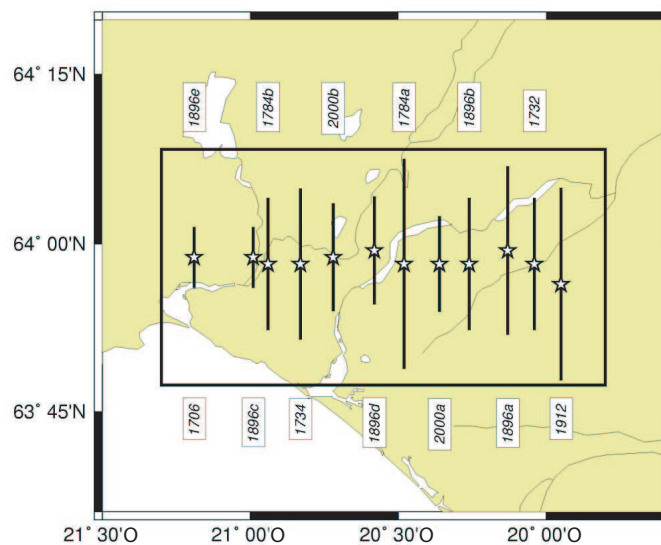 64˚ 15'N
1896e
1784b
2000b
1784a
1896b
1732
64˚ 00'N
63˚ 45'N
1706
1896c
1734
1896d
2000a
1896a
1912
21˚ 30'O
21˚ 00'O
20˚ 30'O
20˚ 00'O